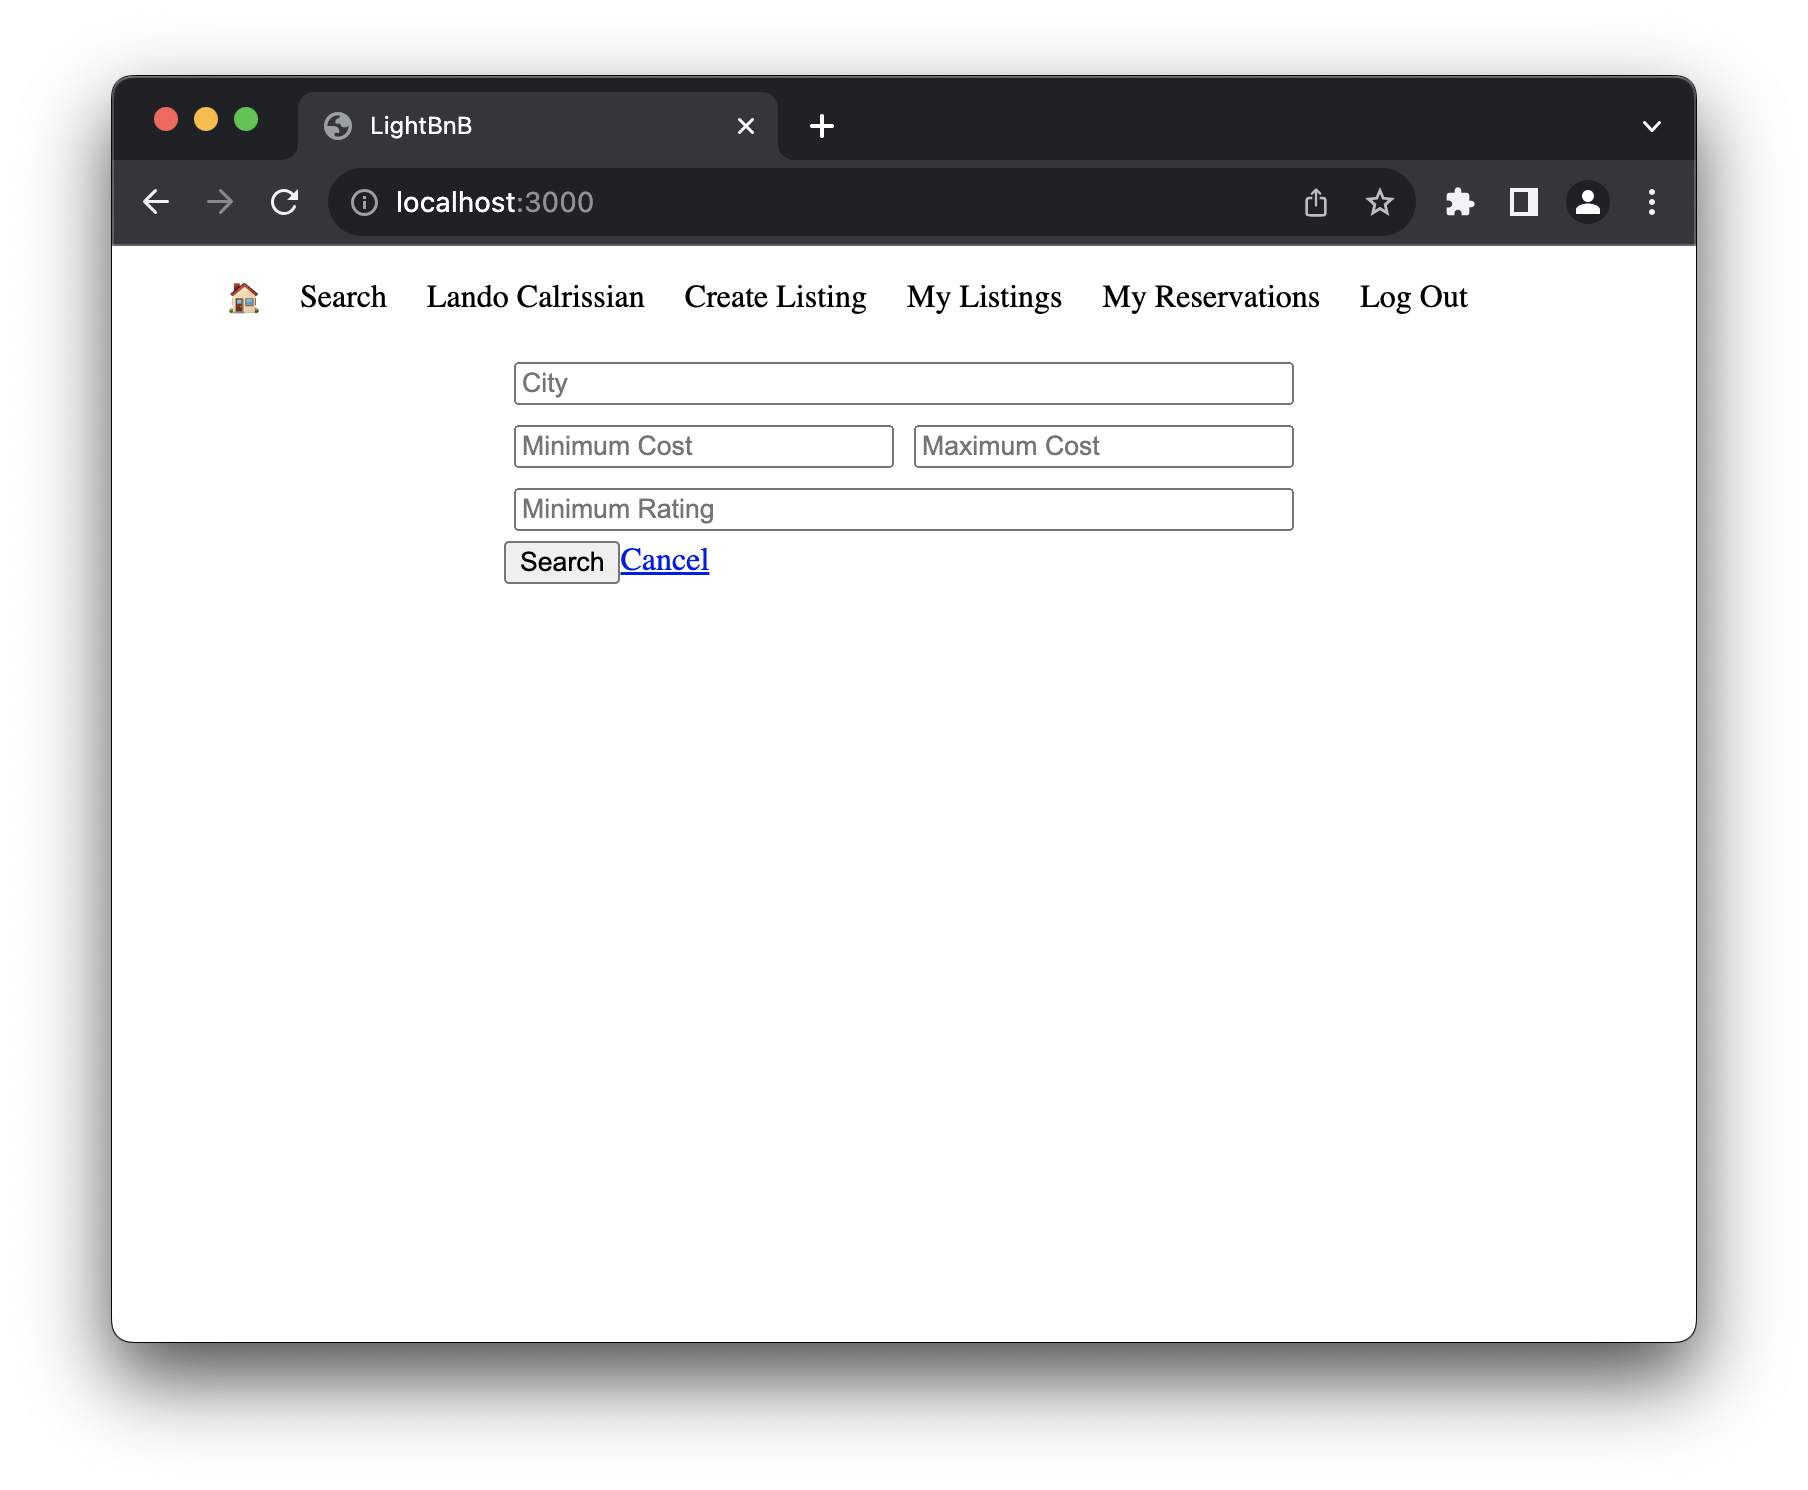 LightBnB
localhost:3000
Search Lando Calrissian Create Listing My Listings My Reservations Log Out
City
Minimum Cost Maximum Cost
Minimum Rating
Search Cancel